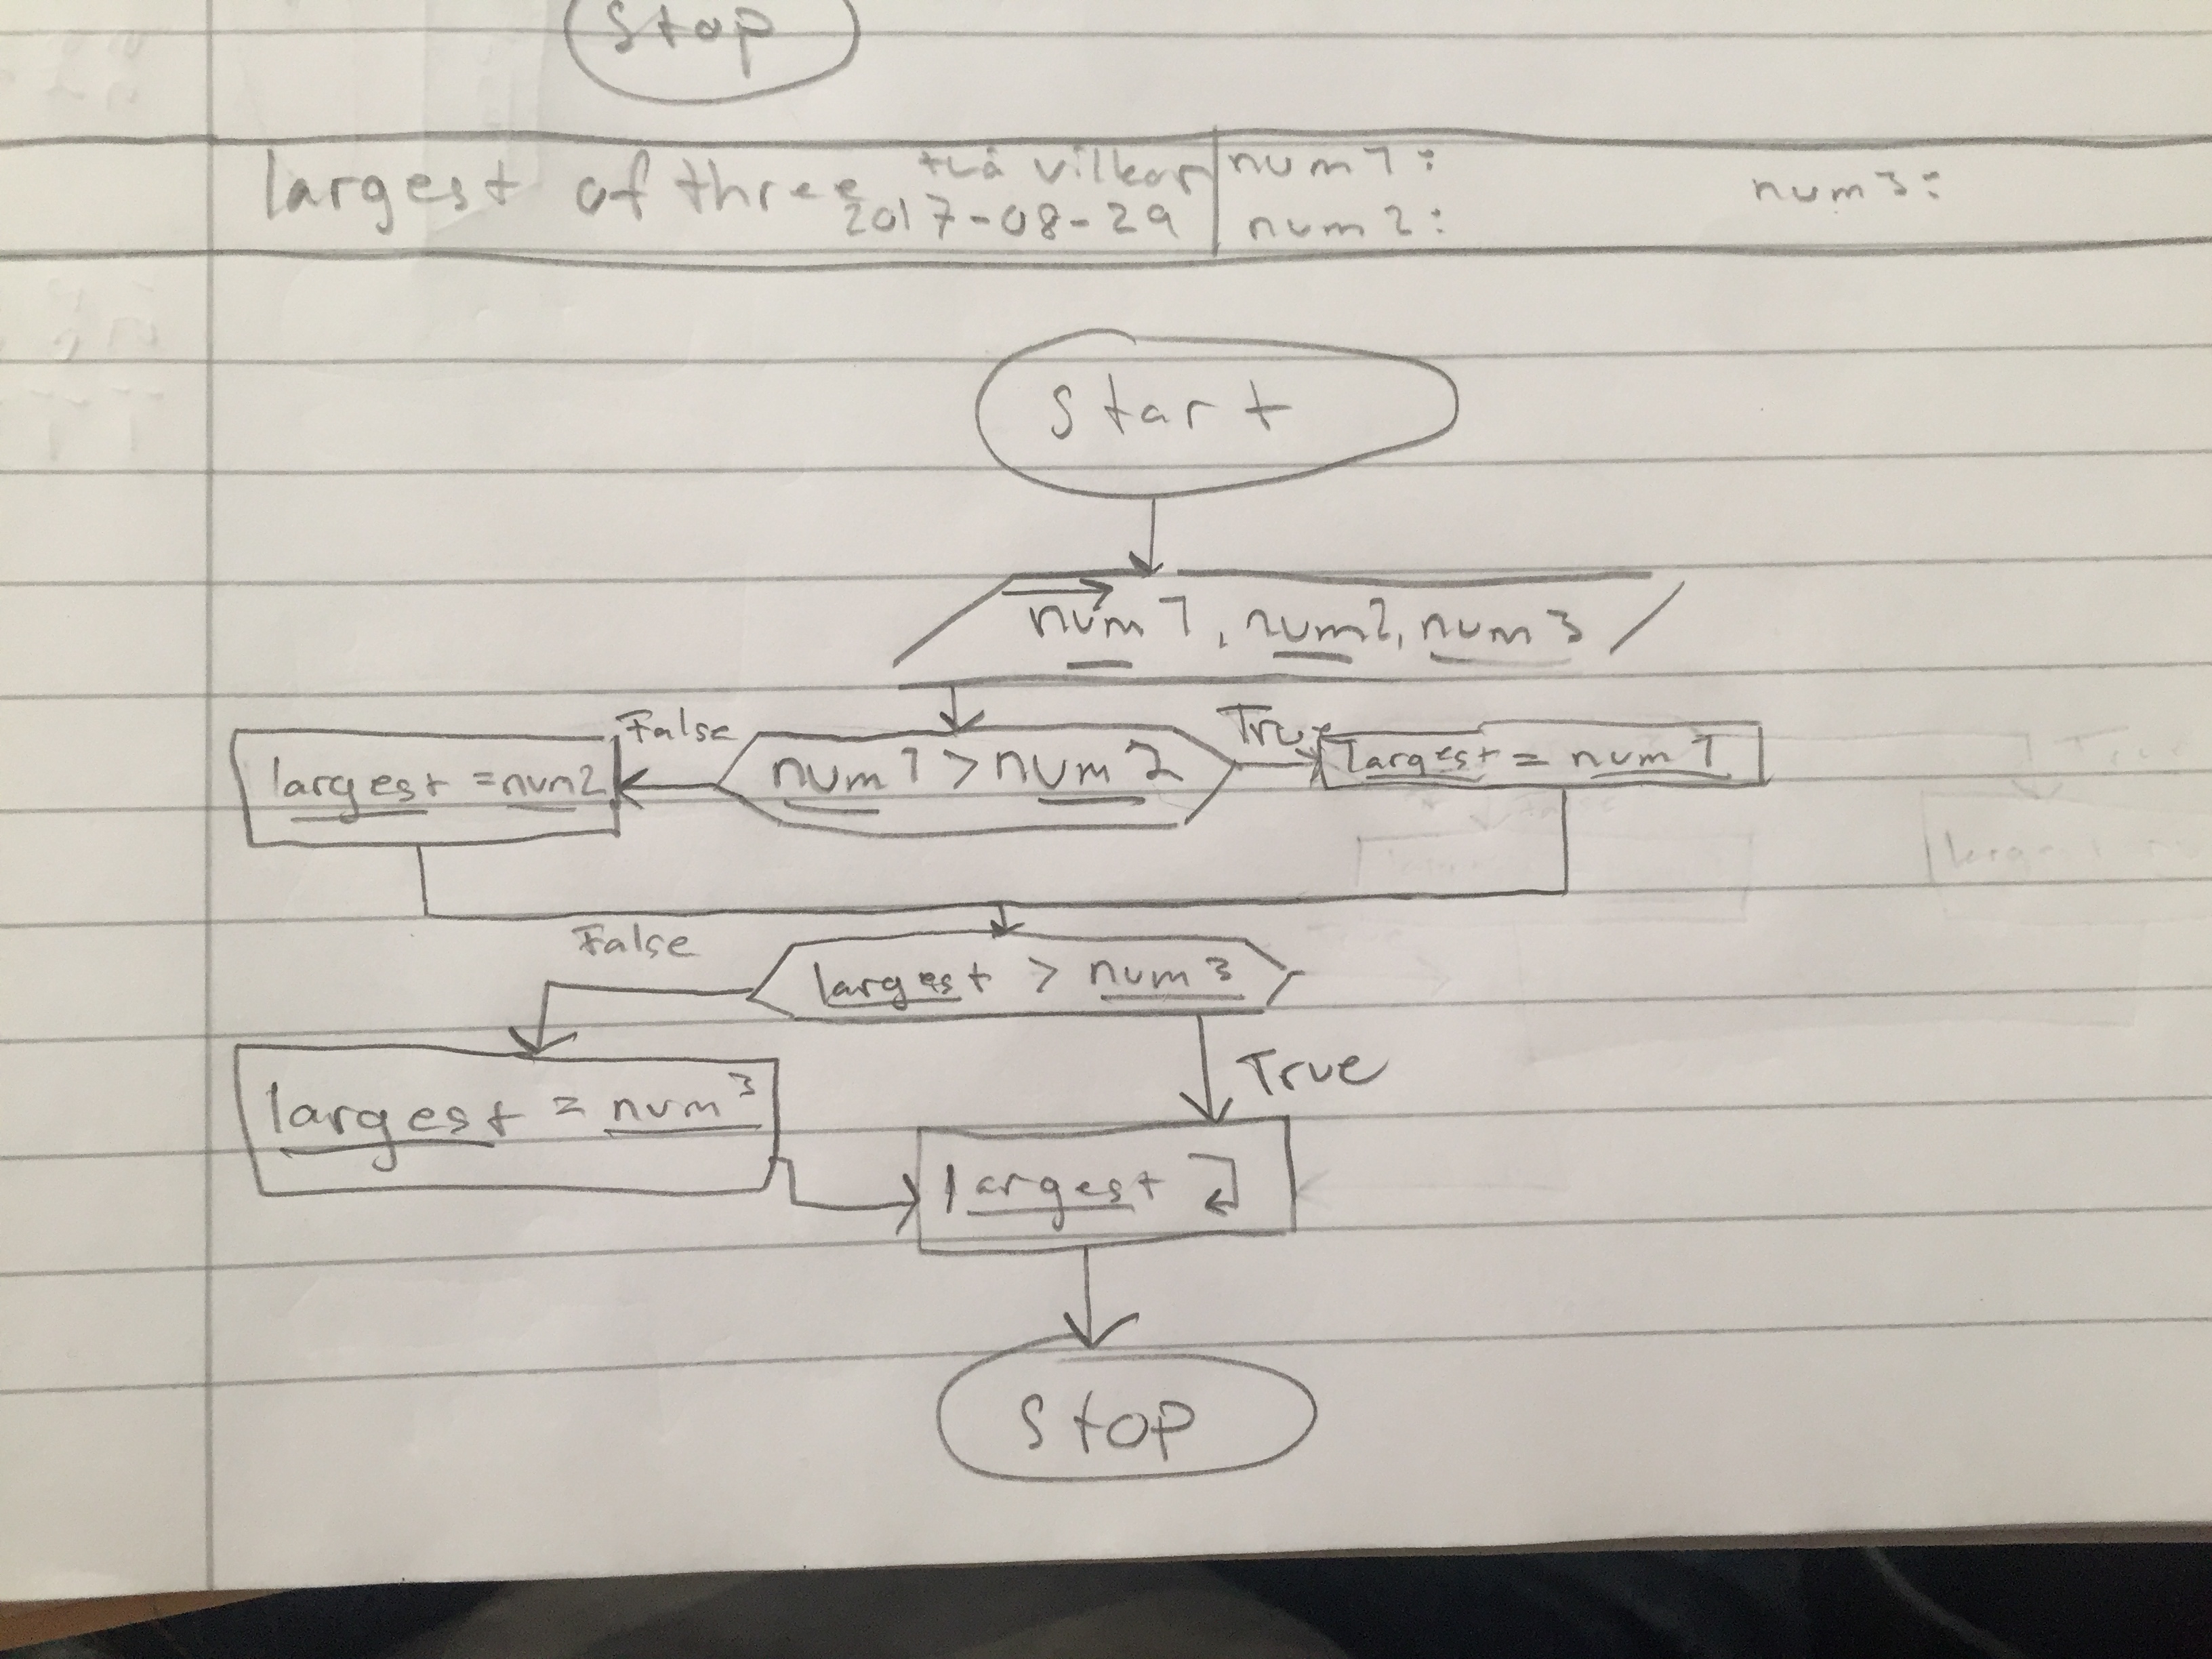 Stop
largest of three två vilkor num1: num3:
2017-08-29 num2:
Start
num1, num2, num3
False True
largest = num2 num1 > num2 largest = num1
False
largest > num3
True
largest = num3
largest
Stop